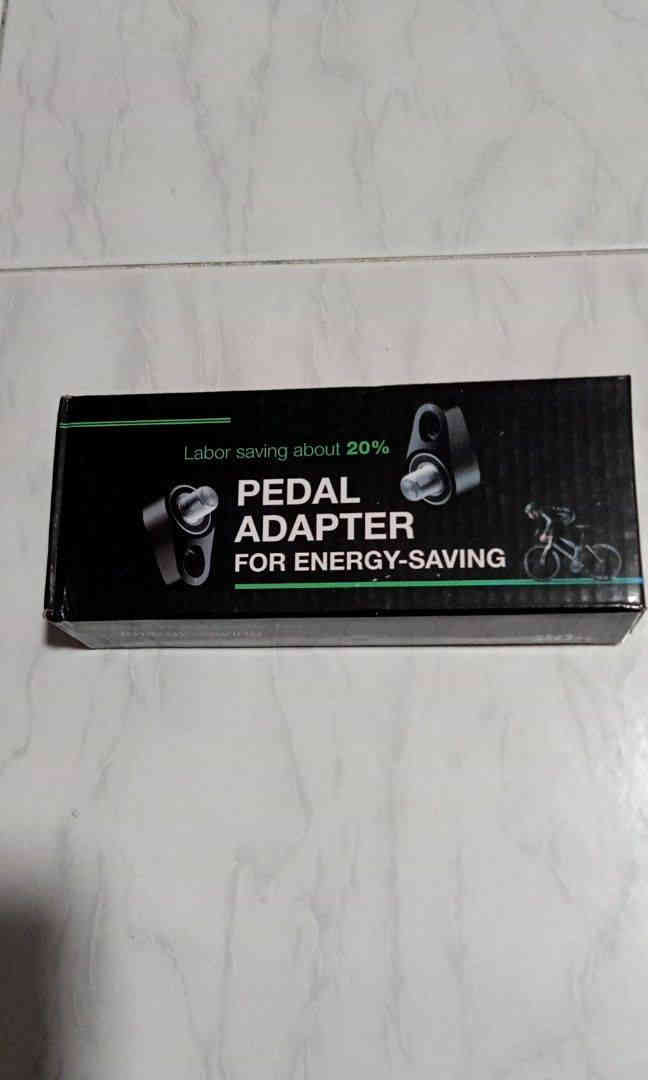 Labor saving about 20%
PEDAL
ADAPTER
FOR ENERGY-SAVING